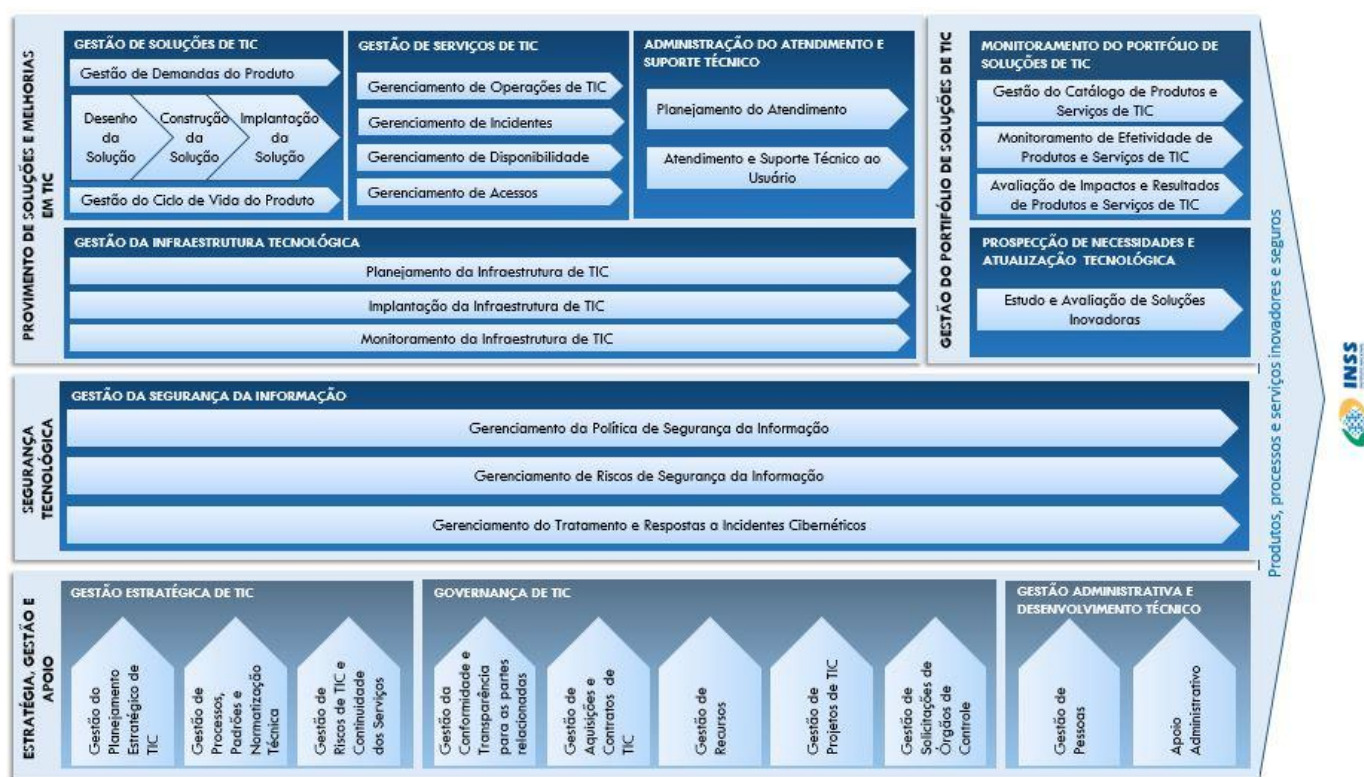 PROVIMENTO DE SOLUÇÕES E MELHORIAS
EM TIC
GESTÃO DE SOLUÇÕES DE TIC
Gestão de Demandas do Produto
Desenho
da
Solução
Construção
da
Solução
Implantação
da
Solução
Gestão do Ciclo de Vida do Produto
GESTÃO DE SERVIÇOS DE TIC
Gerenciamento de Operações de TIC
Gerenciamento de Incidentes
Gerenciamento de Disponibilidade
Gerenciamento de Acessos
ADMINISTRAÇÃO DO ATENDIMENTO E
SUPORTE TÉCNICO
Planejamento do Atendimento
Atendimento e Suporte Técnico ao
Usuário
GESTÃO DA INFRAESTRUTURA TECNOLÓGICA
Planejamento da Infraestrutura de TIC
Implantação da Infraestrutura de TIC
Monitoramento da Infraestrutura de TIC
GESTÃO DO PORTIFÓLIO DE SOLUÇÕES DE TIC
MONITORAMENTO DO PORTFÓLIO DE
SOLUÇÕES DE TIC
Gestão do Catálogo de Produtos e
Serviços de TIC
Monitoramento de Efetividade de
Produtos e Serviços de TIC
Avaliação de Impactos e Resultados
de Produtos e Serviços de TIC
PROSPECÇÃO DE NECESSIDADES E
ATUALIZAÇÃO TECNOLÓGICA
Estudo e Avaliação de Soluções
Inovadoras
SEGURANÇA
TECNOLÓGICA
GESTÃO DA SEGURANÇA DA INFORMAÇÃO
Gerenciamento da Política de Segurança da Informação
Gerenciamento de Riscos de Segurança da Informação
Gerenciamento do Tratamento e Respostas a Incidentes Cibernéticos
ESTRATÉGIA, GESTÃO E
APOIO
GESTÃO ESTRATÉGICA DE TIC
Gestão do
Planejamento
Estratégico de
TIC
Gestão de
Processos,
Padrões e
Normatização
Técnica
Gestão de
Riscos de TIC e
Continuidade
dos Serviços
GOVERNANÇA DE TIC
Gestão da
Conformidade e
Transparência
para as partes
relacionadas
Gestão de
Aquisições e
Contratos de
TIC
Gestão de
Recursos
Gestão de
Projetos de TIC
Gestão de
Solicitações de
Órgãos de
Controle
GESTÃO ADMINISTRATIVA E
DESENVOLVIMENTO TÉCNICO
Gestão de
Pessoas
Apoio
Administrativo
Produtos, processos e serviços inovadores e seguros
INSS